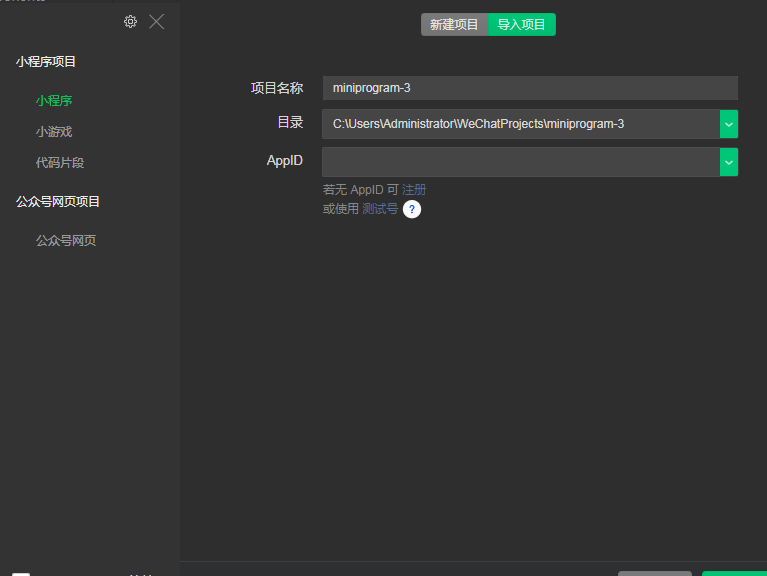 新建项目 导入项目
小程序项目
小程序
小游戏
代码片段
公众号网页项目
公众号网页
项目名称 miniprogram-3
目录 C:\Users\Administrator\WeChatProjects\miniprogram-3
AppID
若无 AppID 可 注册
或使用 测试号 ?